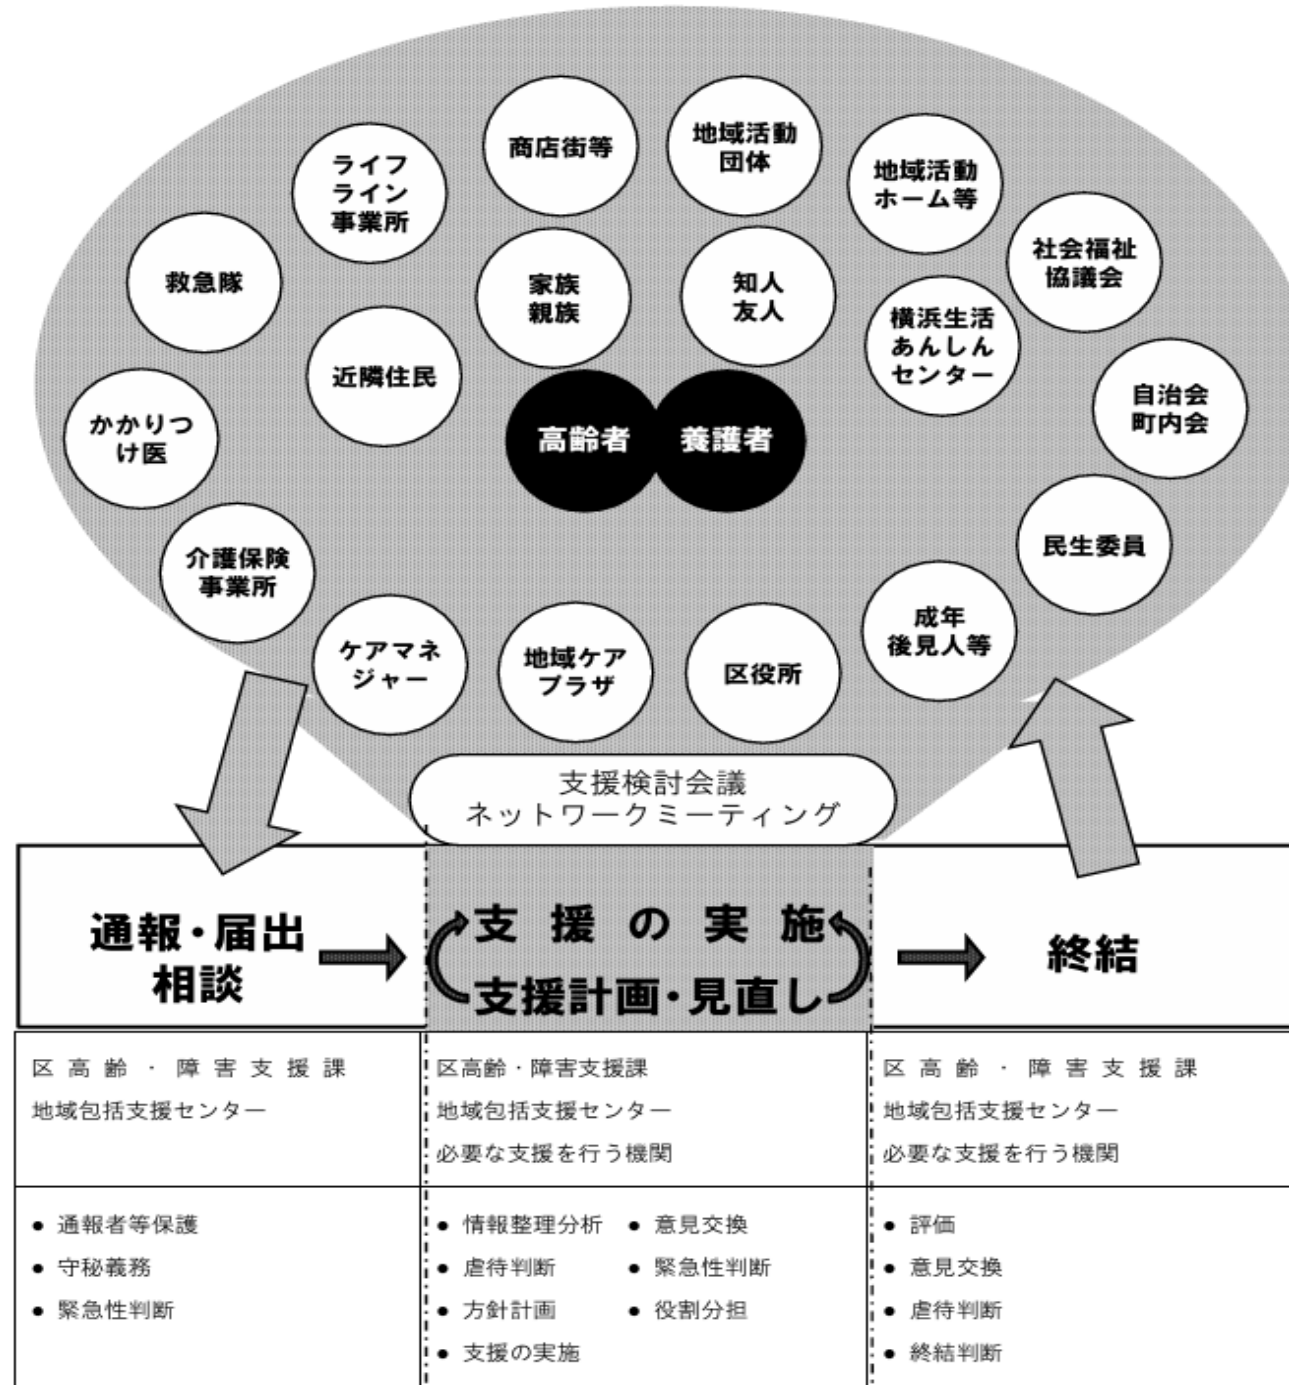 商店街等
地域活動
団体
ライフ
ライン
事業所
地域活動
ホーム等
救急隊
家族
親族
知人
友人
社会福祉
協議会
近隣住民
横浜生活
あんしん
センター
かかりつ
け医
高齢者
養護者
自治会
町内会
介護保険
事業所
民生委員
ケアマネ
ジャー
地域ケア
プラザ
区役所
成年
後見人等
支援検討会議
ネットワークミーティング
通報・届出
相談
支援の実施
支援計画・見直し
終結
区高齢・障害支援課
地域包括支援センター
区高齢・障害支援課
地域包括支援センター
必要な支援を行う機関
区高齢・障害支援課
地域包括支援センター
必要な支援を行う機関
● 通報者等保護
● 守秘義務
● 緊急性判断
● 情報整理分析
● 虐待判断
● 方針計画
● 支援の実施
● 意見交換
● 緊急性判断
● 役割分担
● 評価
● 意見交換
● 虐待判断
● 終結判断